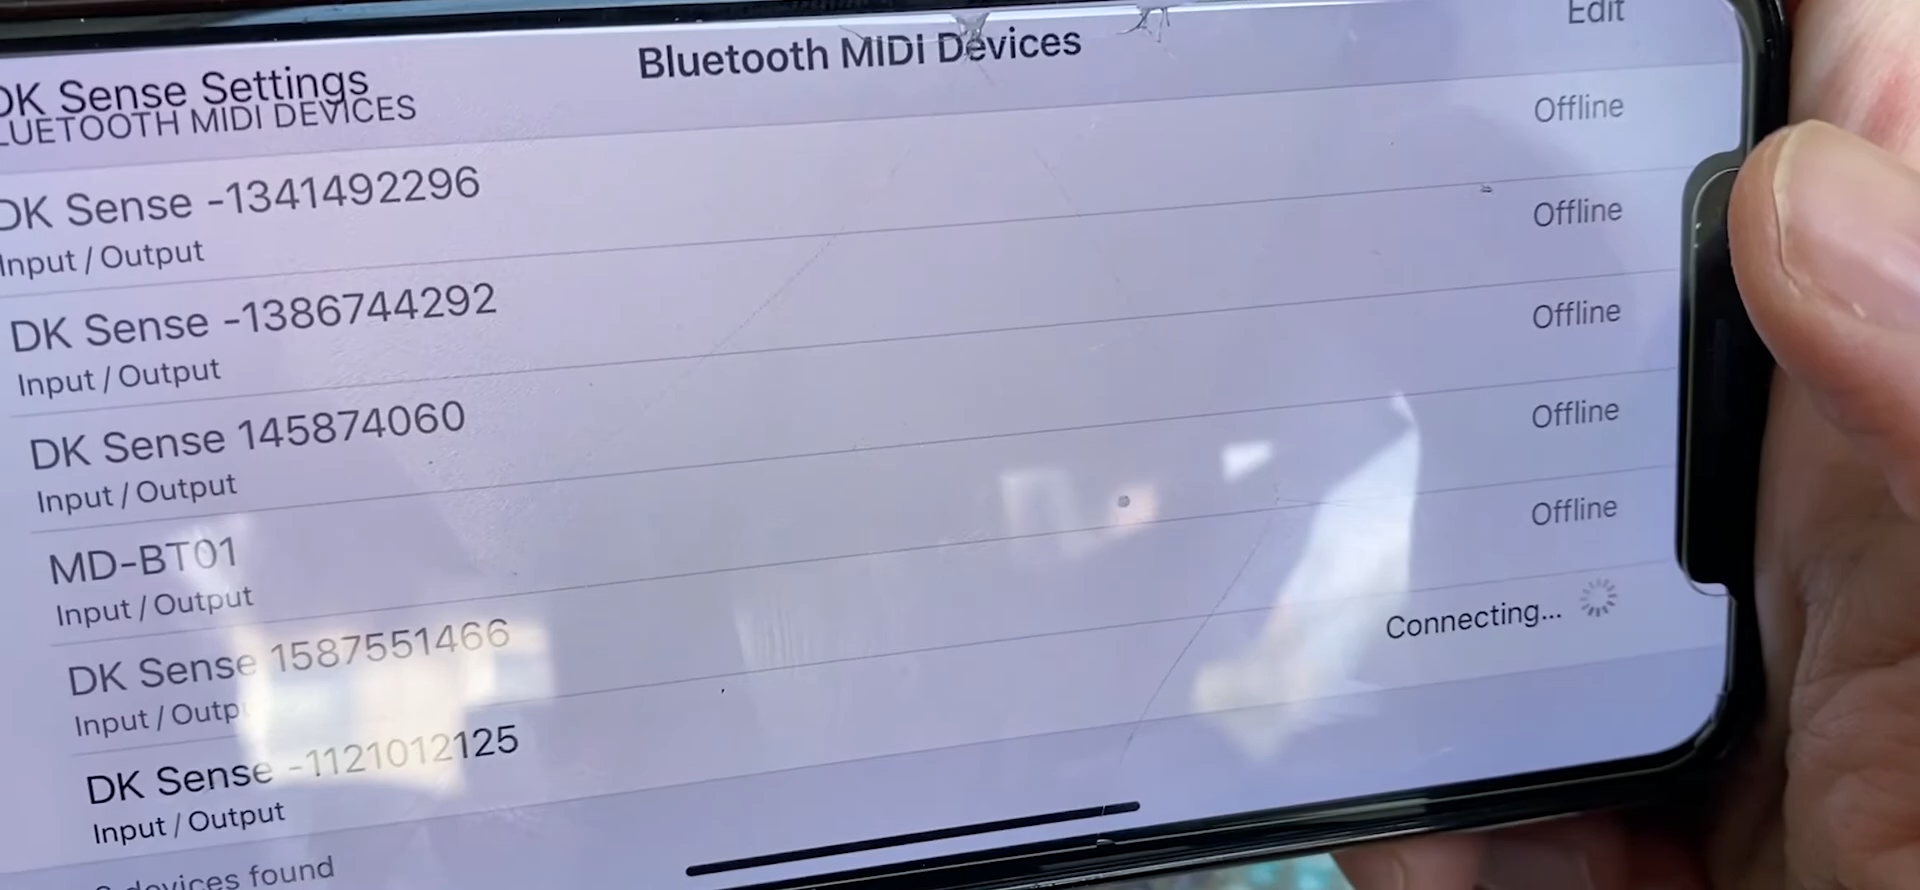 Edit
Bluetooth MIDI Devices
DK Sense Settings
LUETOOTH MIDI DEVICES
DK Sense -1341492296
Input / Output
Offline
DK Sense -1386744292
Input / Output
Offline
DK Sense 145874060
Input / Output
Offline
MD-BT01
Input / Output
Offline
DK Sense 1587551466
Input / Outp
Offline
DK Sense -1121012125
Input / Output
Connecting...
devices found